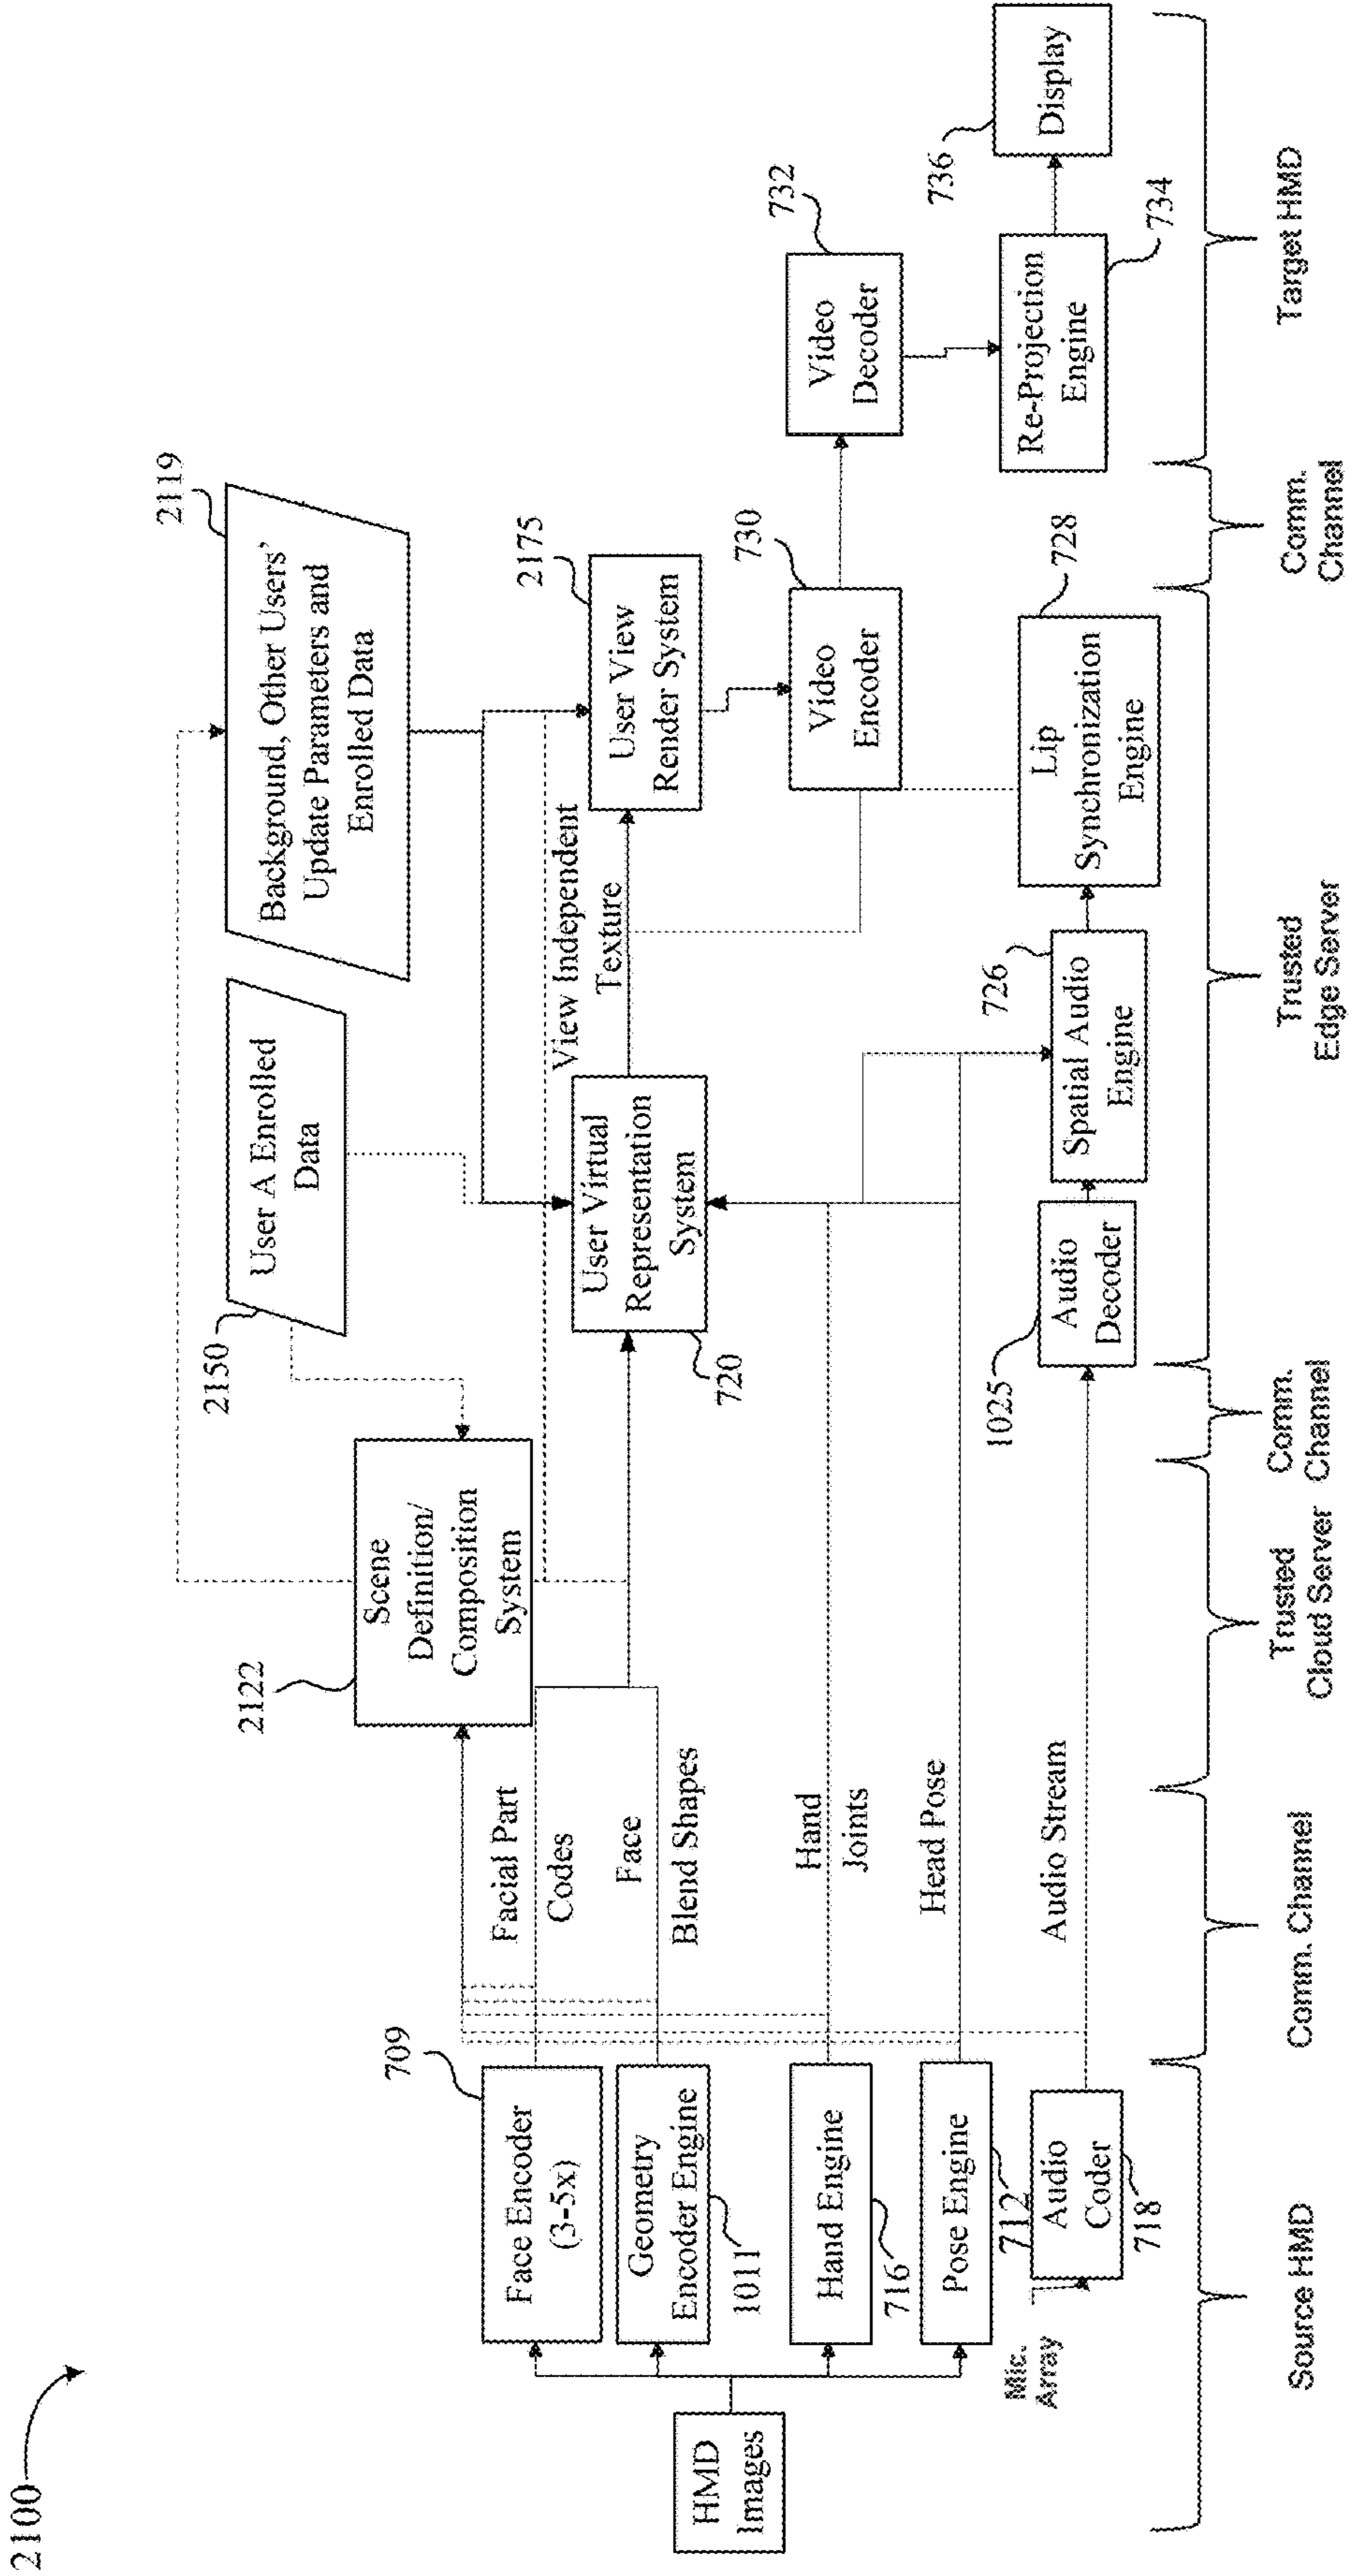 2100
HMD
Images
Face Encoder
(3-5x)
709
Geometry
Encoder Engine
1011
Hand Engine
716
Pose Engine
712
Mic.
Array
Audio
Coder
718
Facial Part
Codes
Face
Blend Shapes
Hand
Joints
Head Pose
Audio Stream
2122
Scene
Definition/
Composition
System
2150
User A Enrolled
Data
2119
Background, Other Users'
Update Parameters and
Enrolled Data
User Virtual
Representation
System
720
View Independent
Texture
2175
User View
Render System
1025
Audio
Decoder
726
Spatial Audio
Engine
728
Lip
Synchronization
Engine
730
Video
Encoder
732
Video
Decoder
Re-Projection
Engine
734
736
Display
Source HMD
Comm. Channel
Trusted
Cloud Server
Comm.
Channel
Trusted
Edge Server
Comm.
Channel
Target HMD